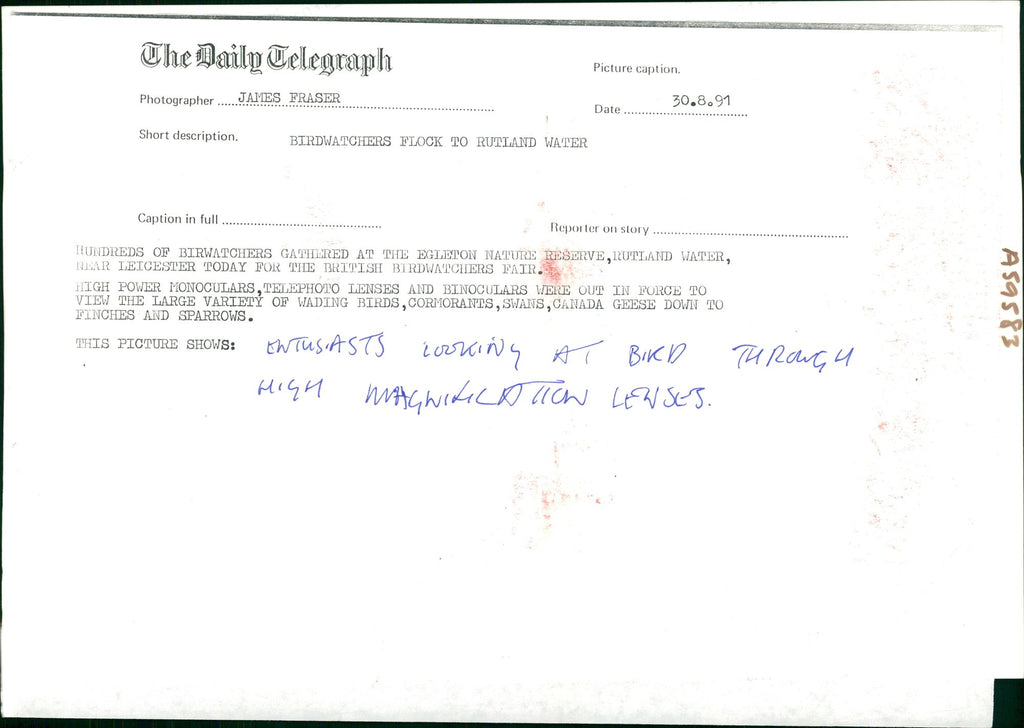 The Daily Telegraph
Picture caption.
Photographer ..... JAMES FRASER
Date ..... 30.8.91
Short description. BIRDWATCHERS FLOCK TO RUTLAND WATER
Caption in full .....
Reporter on story .....
HUNDREDS OF BIRWATCHERS GATHERED AT THE EGLETON NATURE RESERVE,RUTLAND WATER,
NEAR LEICESTER TODAY FOR THE BRITISH BIRDWATCHERS FAIR.
HIGH POWER MONOCULARS,TELEPHOTO LENSES AND BINOCULARS WERE OUT IN FORCE TO
VIEW THE LARGE VARIETY OF WADING BIRDS,CORMORANTS,SWANS,CANADA GEESE DOWN TO
FINCHES AND SPARROWS.
THIS PICTURE SHOWS: ENTUSIASTS LOOKING AT BIRD THROUGH
HIGH MAGNIFICATION LENSES.
A59583